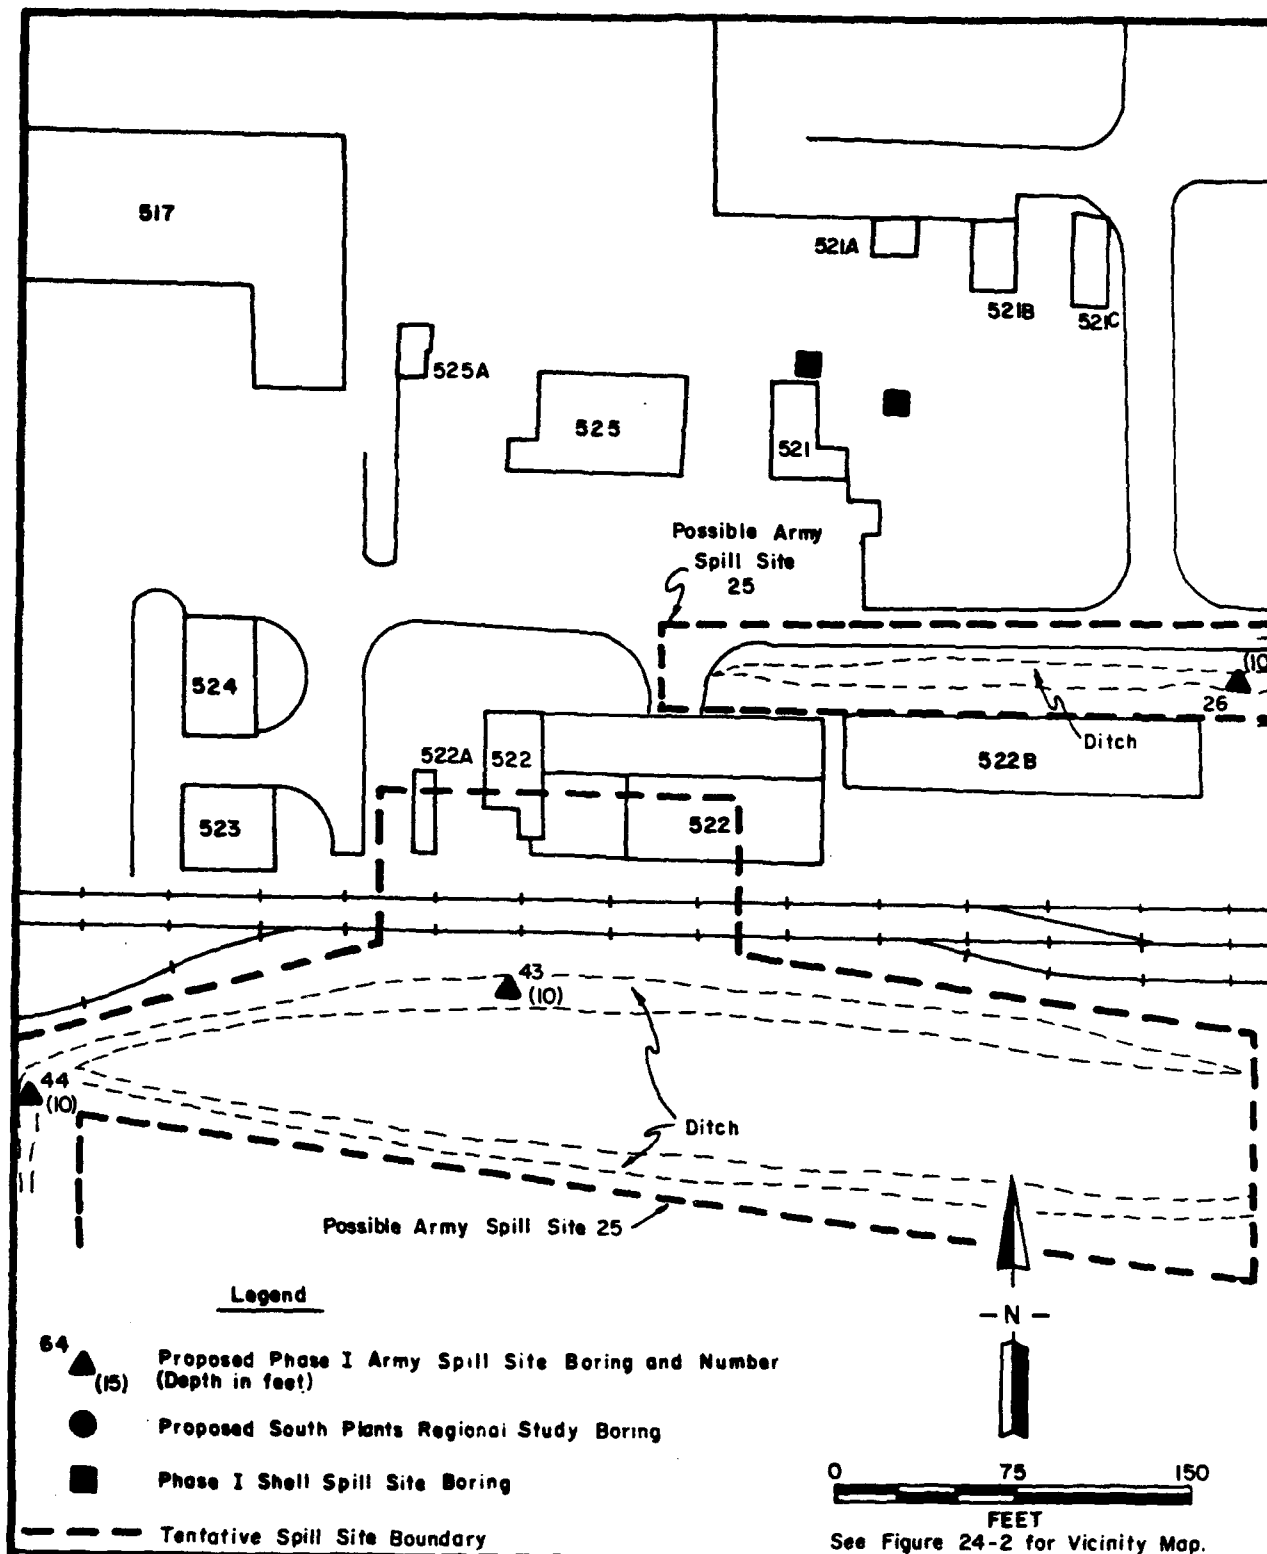 517
521A
521B
521C
525A
525
521
Possible Army
Spill Site
25
524
(10
26
Ditch
522A
522
522B
523
522
43
(10)
44
(10)
Ditch
Possible Army Spill Site 25
Legend
64
(15)
Proposed Phase I Army Spill Site Boring and Number
(Depth in feet)
Proposed South Plants Regional Study Boring
Phase I Shell Spill Site Boring
Tentative Spill Site Boundary
- N -
0 75 150
FEET
See Figure 24-2 for Vicinity Map.